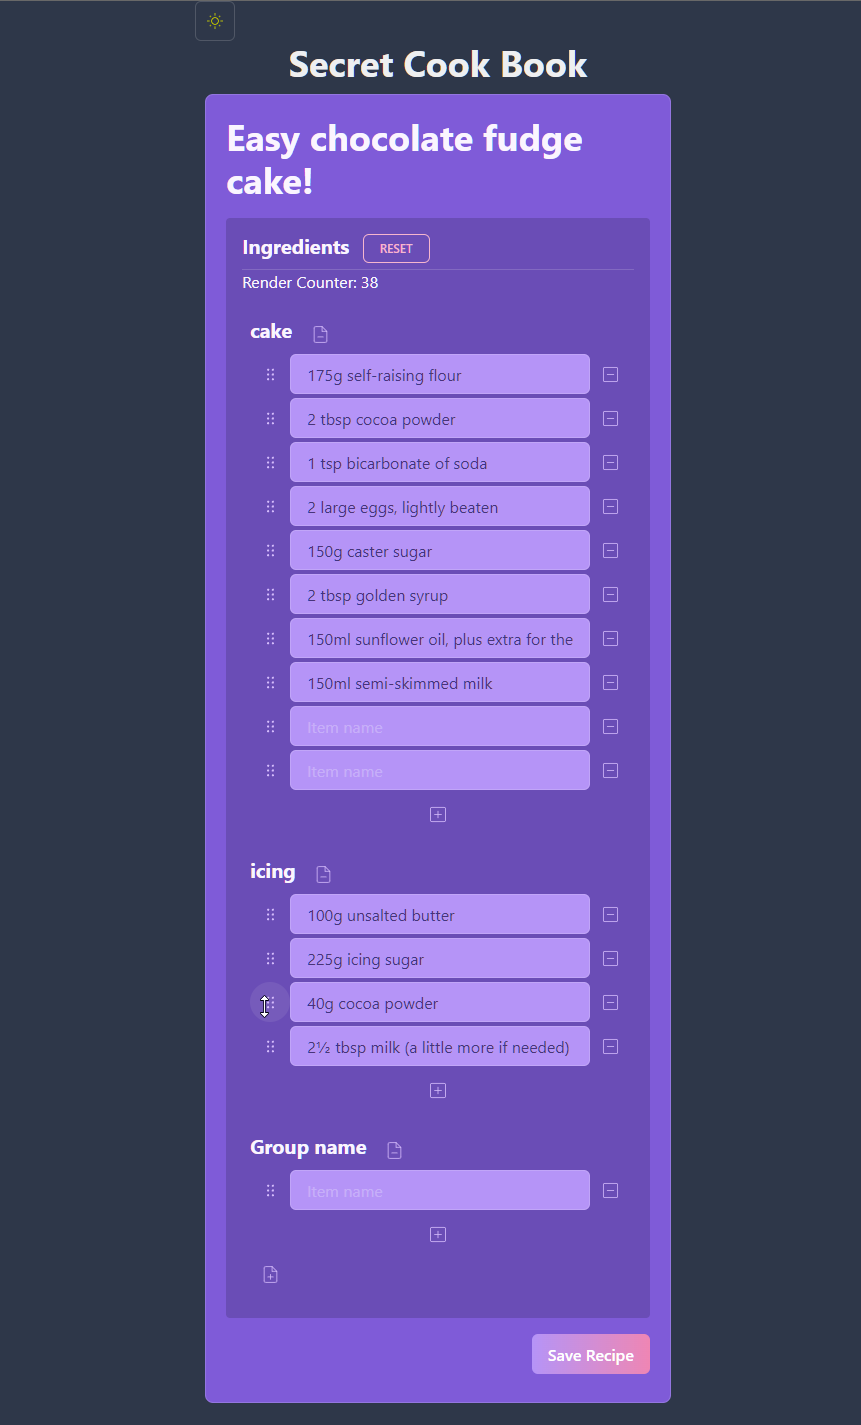 Secret Cook Book
Easy chocolate fudge
cake!
Ingredients RESET
Render Counter: 38
cake
175g self-raising flour
2 tbsp cocoa powder
1 tsp bicarbonate of soda
2 large eggs, lightly beaten
150g caster sugar
2 tbsp golden syrup
150ml sunflower oil, plus extra for the
150ml semi-skimmed milk
Item name
Item name
icing
100g unsalted butter
225g icing sugar
40g cocoa powder
2½ tbsp milk (a little more if needed)
Group name
Item name
Save Recipe